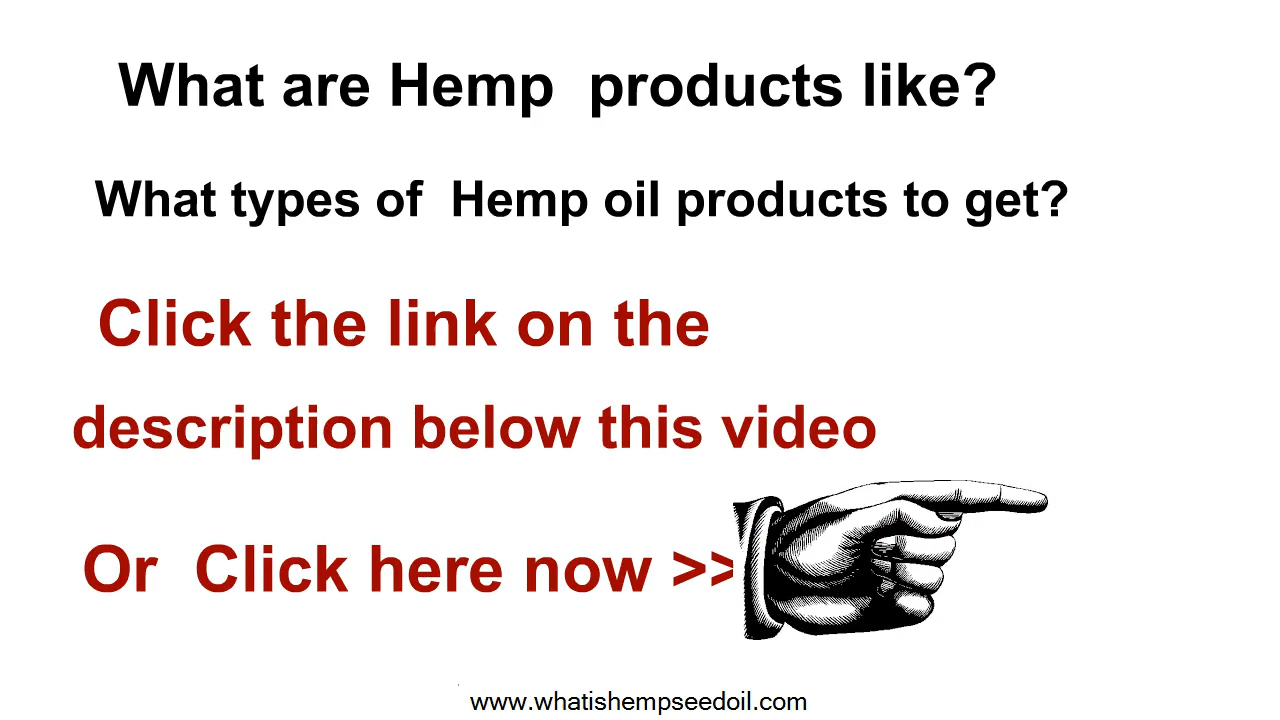 What are Hemp  products like?
What types of  Hemp oil products to get?
Click the link on the
description below this video
Or  Click here now >>
www.whatishempseedoil.com